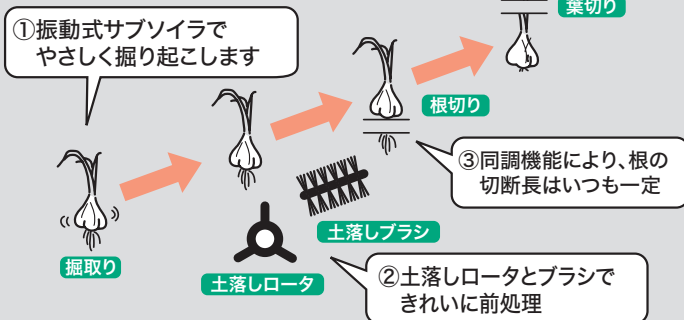 葉切り
①振動式サブソイラで
やさしく掘り起こします
根切り
③同調機能により、根の
切断長はいつも一定
土落しブラシ
掘取り
土落しロータ
②土落しロータとブラシで
きれいに前処理